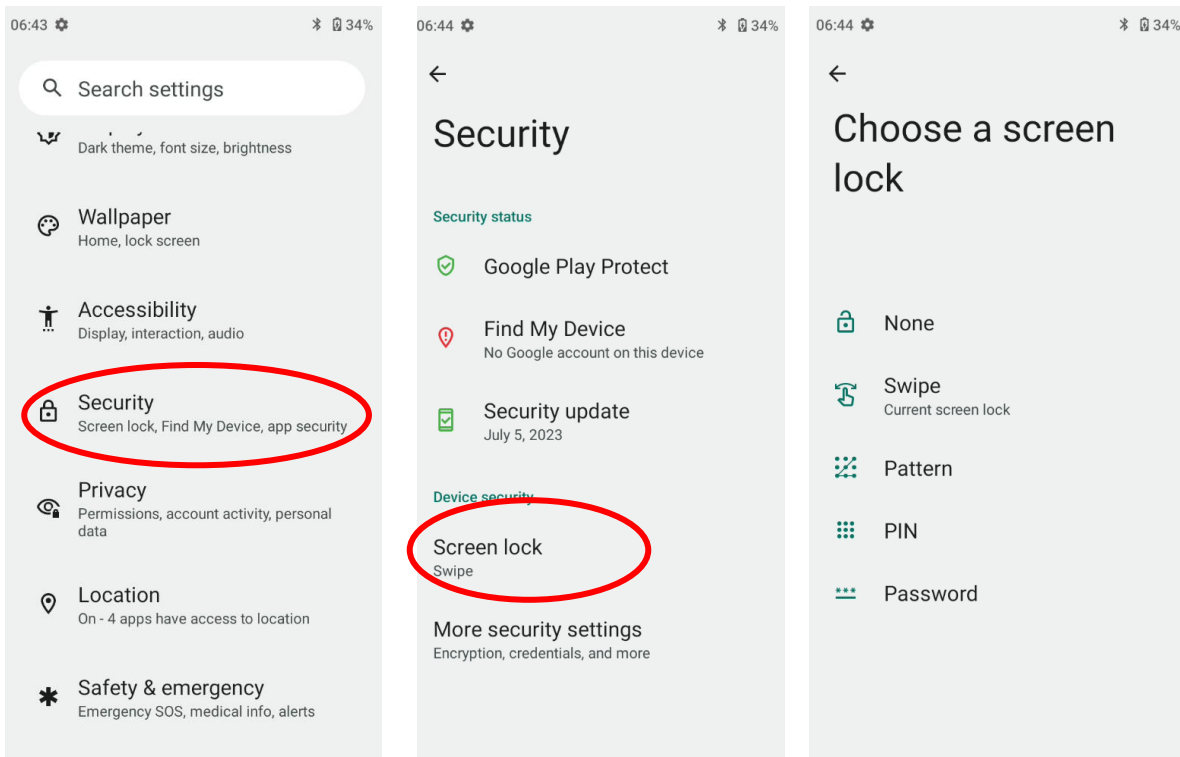 06:43 34%
Search settings
Dark theme, font size, brightness
Wallpaper
Home, lock screen
Accessibility
Display, interaction, audio
Security
Screen lock, Find My Device, app security
Privacy
Permissions, account activity, personal
data
Location
On - 4 apps have access to location
Safety & emergency
Emergency SOS, medical info, alerts
06:44 34%
Security
Security status
Google Play Protect
Find My Device
No Google account on this device
Security update
July 5, 2023
Device security
Screen lock
Swipe
More security settings
Encryption, credentials, and more
06:44 34%
Choose a screen
lock
None
Swipe
Current screen lock
Pattern
PIN
Password